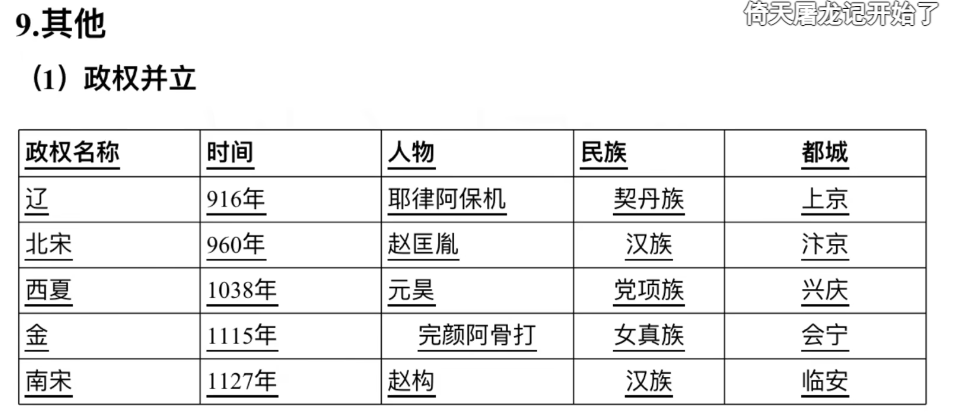 倚天屠龙记开始了
9.其他
（1）政权并立
政权名称 时间 人物 民族 都城
辽 916年 耶律阿保机 契丹族 上京
北宋 960年 赵匡胤 汉族 汴京
西夏 1038年 元昊 党项族 兴庆
金 1115年 完颜阿骨打 女真族 会宁
南宋 1127年 赵构 汉族 临安